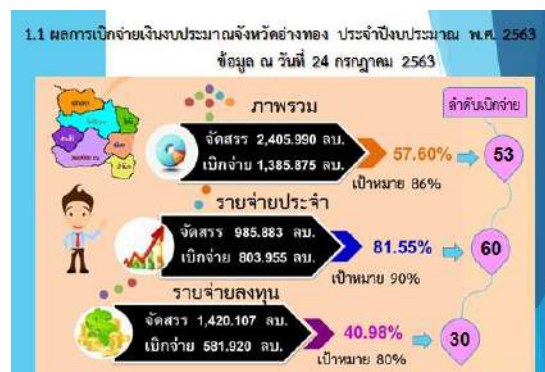 1.1 ผลการเบิกจ่ายเงินงบประมาณจังหวัดอ่างทอง ประจำปีงบประมาณ พ.ศ. 2563
ข้อมูล ณ วันที่ 24 กรกฎาคม 2563
ภาพรวม
ลำดับเบิกจ่าย
จัดสรร 2,405.990 ลบ.
เบิกจ่าย 1,385.875 ลบ.
57.60%
53
เป้าหมาย 86%
รายจ่ายประจำ
จัดสรร 985.883 ลบ.
เบิกจ่าย 803.955 ลบ.
81.55%
60
เป้าหมาย 90%
รายจ่ายลงทุน
จัดสรร 1,420.107 ลบ.
เบิกจ่าย 581.920 ลบ.
40.98%
30
เป้าหมาย 80%